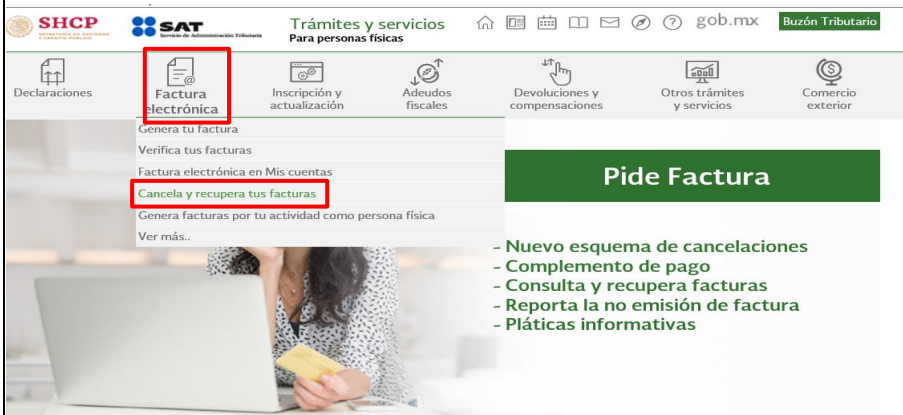 SHCP
SECRETARÍA DE HACIENDA
Y CRÉDITO PÚBLICO
SAT
Servicio de Administración Tributaria
Trámites y servicios
Para personas físicas
gob.mx
Buzón Tributario
Declaraciones
Factura
electrónica
Inscripción y
actualización
Adeudos
fiscales
Devoluciones y
compensaciones
Otros trámites
y servicios
Comercio
exterior
Genera tu factura
Verifica tus facturas
Factura electrónica en Mis cuentas
Cancela y recupera tus facturas
Genera facturas por tu actividad como persona física
Ver más..
Pide Factura
- Nuevo esquema de cancelaciones
- Complemento de pago
- Consulta y recupera facturas
- Reporta la no emisión de factura
- Pláticas informativas